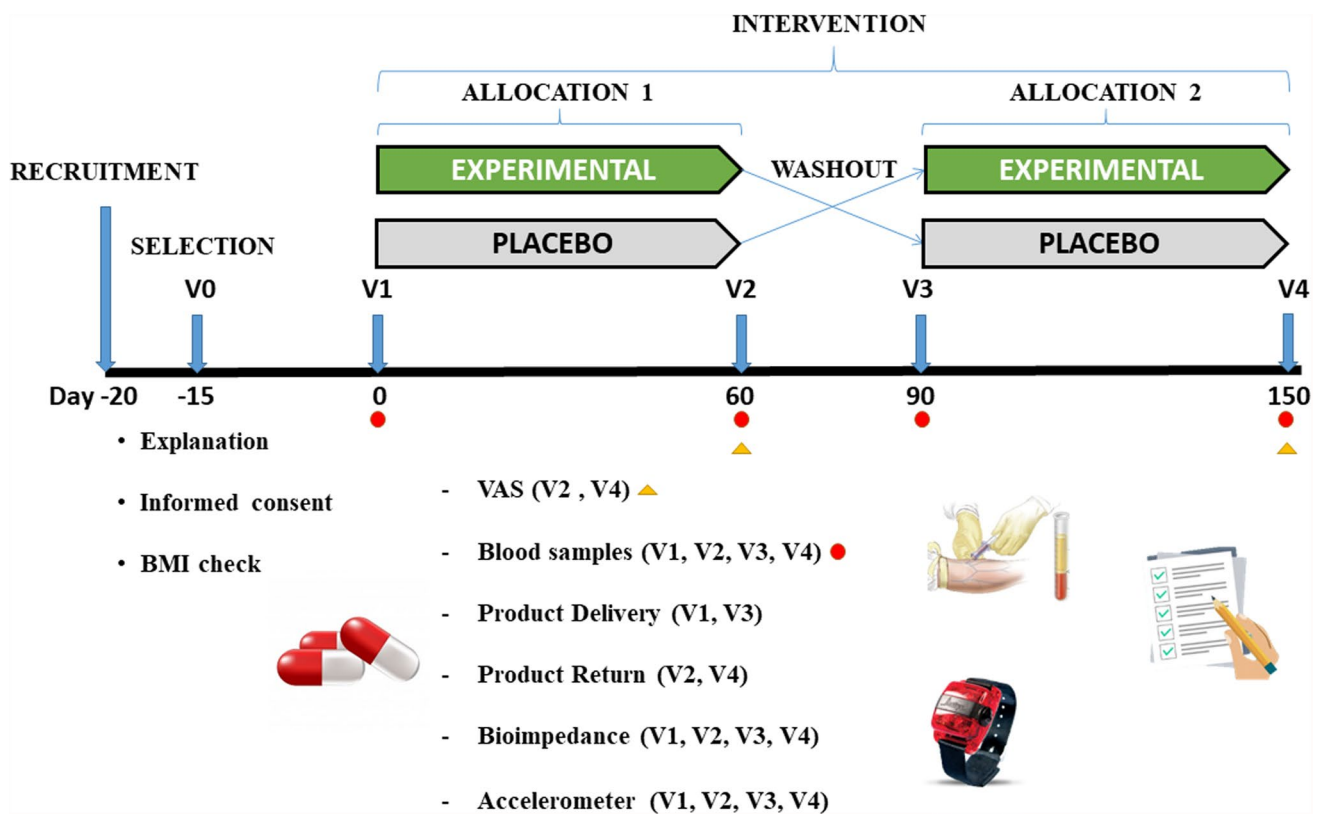 INTERVENTION
ALLOCATION 1 ALLOCATION 2
EXPERIMENTAL EXPERIMENTAL
RECRUITMENT WASHOUT
PLACEBO PLACEBO
SELECTION
V0 V1 V2 V3 V4
Day -20 -15 0 60 90 150
• Explanation
• Informed consent
• BMI check
- VAS (V2 , V4)
- Blood samples (V1, V2, V3, V4)
- Product Delivery (V1, V3)
- Product Return (V2, V4)
- Bioimpedance (V1, V2, V3, V4)
- Accelerometer (V1, V2, V3, V4)